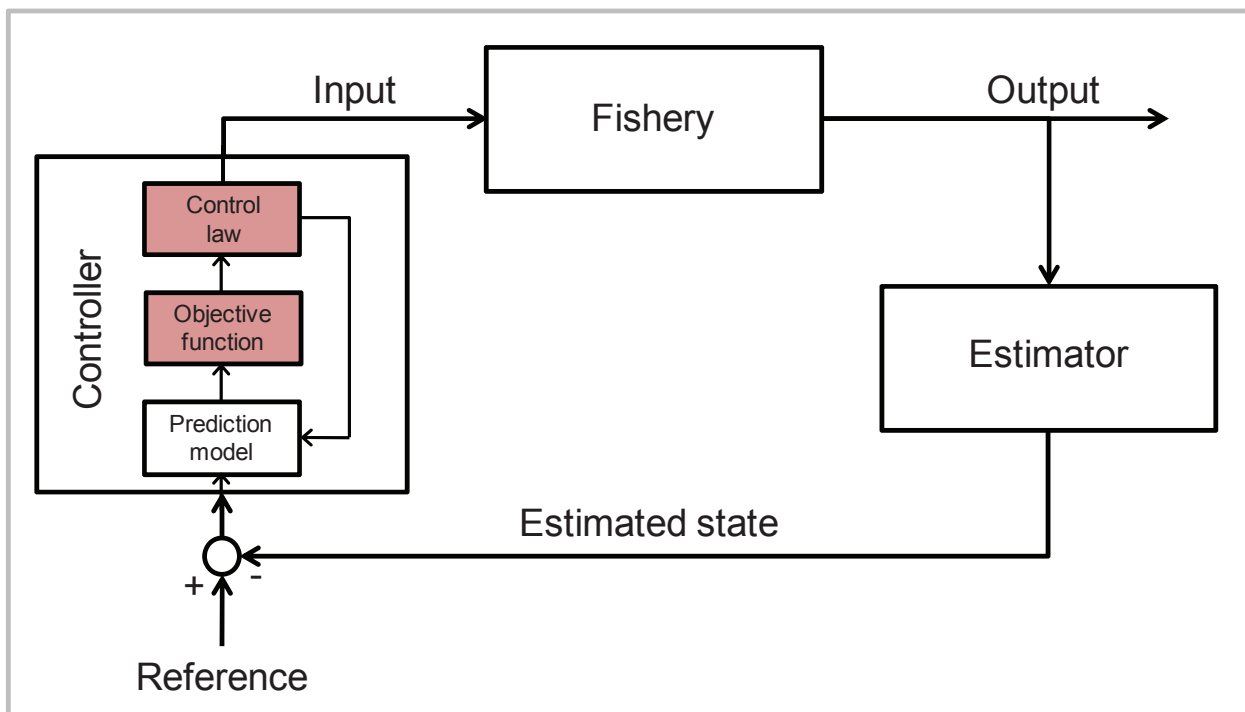 Input
Fishery
Output
Controller
Control
law
Objective
function
Prediction
model
Estimator
Estimated state
+ -
Reference